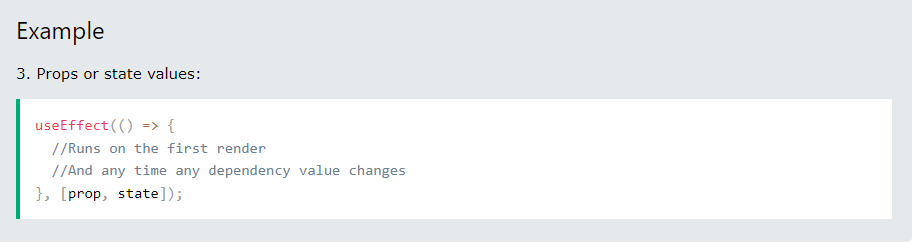 Example
3. Props or state values:
useEffect(() => {
  //Runs on the first render
  //And any time any dependency value changes
}, [prop, state]);